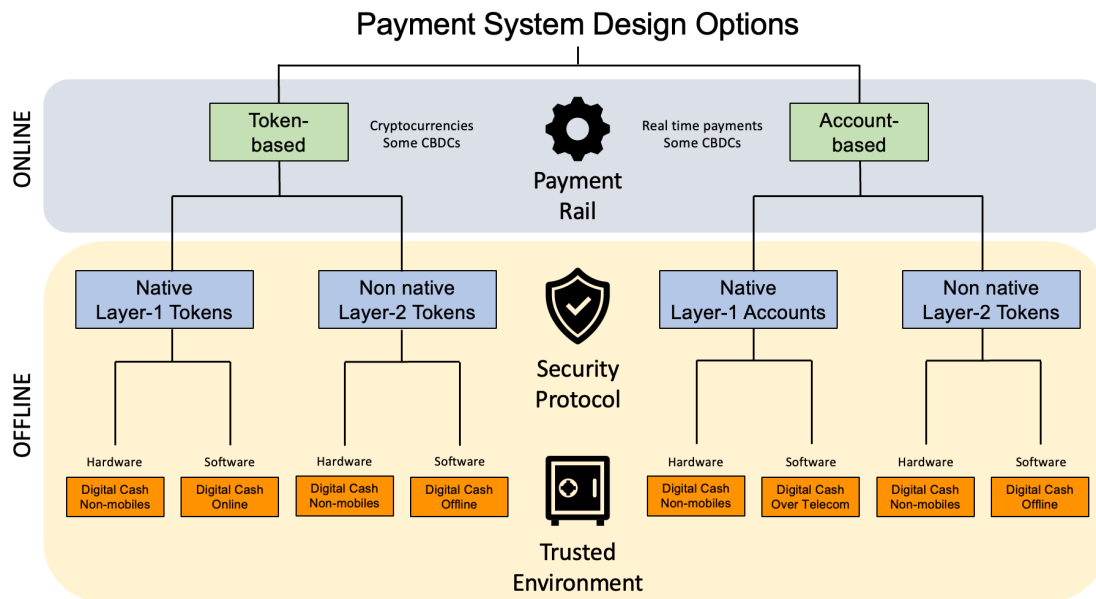 Payment System Design Options
ONLINE
Token-
based
Cryptocurrencies
Some CBDCs
Payment
Rail
Real time payments
Some CBDCs
Account-
based
OFFLINE
Native
Layer-1 Tokens
Non native
Layer-2 Tokens
Native
Layer-1 Accounts
Non native
Layer-2 Tokens
Security
Protocol
Hardware
Software
Hardware
Software
Hardware
Software
Hardware
Software
Digital Cash
Non-mobiles
Digital Cash
Online
Digital Cash
Non-mobiles
Digital Cash
Offline
Digital Cash
Non-mobiles
Digital Cash
Over Telecom
Digital Cash
Non-mobiles
Digital Cash
Offline
Trusted
Environment